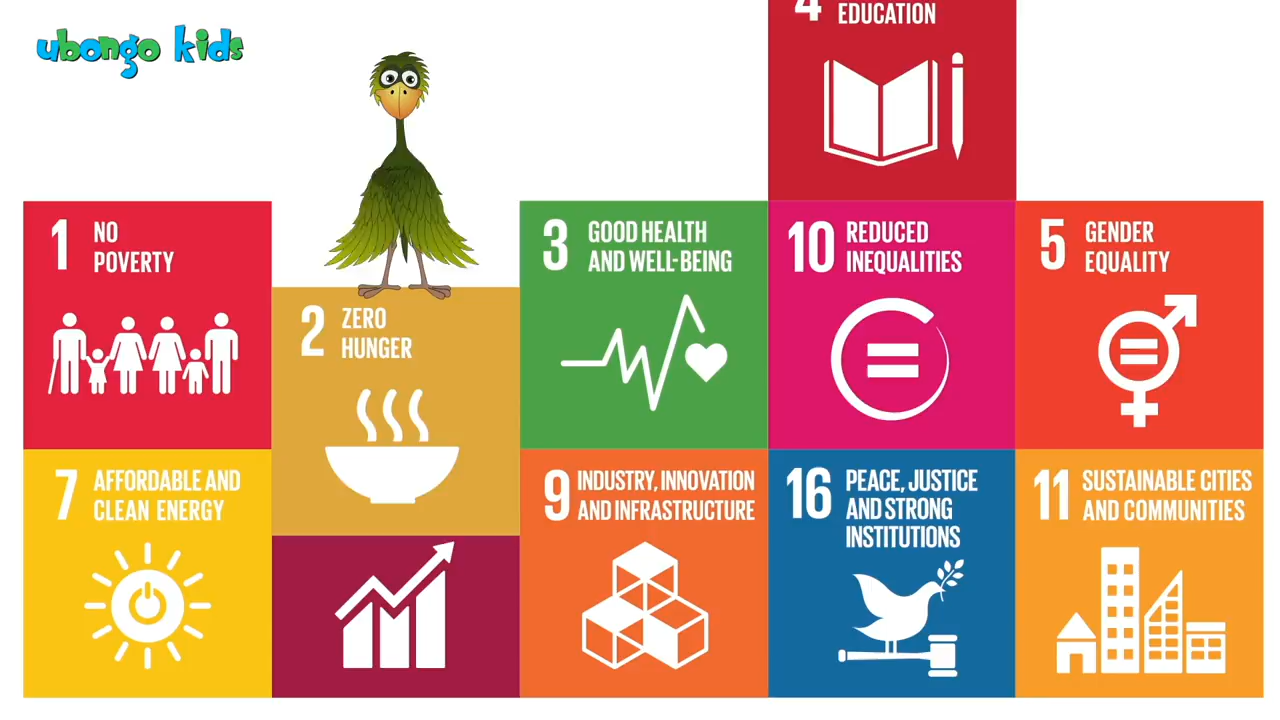 ubongo kids
4
EDUCATION
1 NO
POVERTY
2 ZERO
HUNGER
3 GOOD HEALTH
AND WELL-BEING
10 REDUCED
INEQUALITIES
5 GENDER
EQUALITY
7 AFFORDABLE AND
CLEAN ENERGY
9 INDUSTRY, INNOVATION
AND INFRASTRUCTURE
16 PEACE, JUSTICE
AND STRONG
INSTITUTIONS
11 SUSTAINABLE CITIES
AND COMMUNITIES